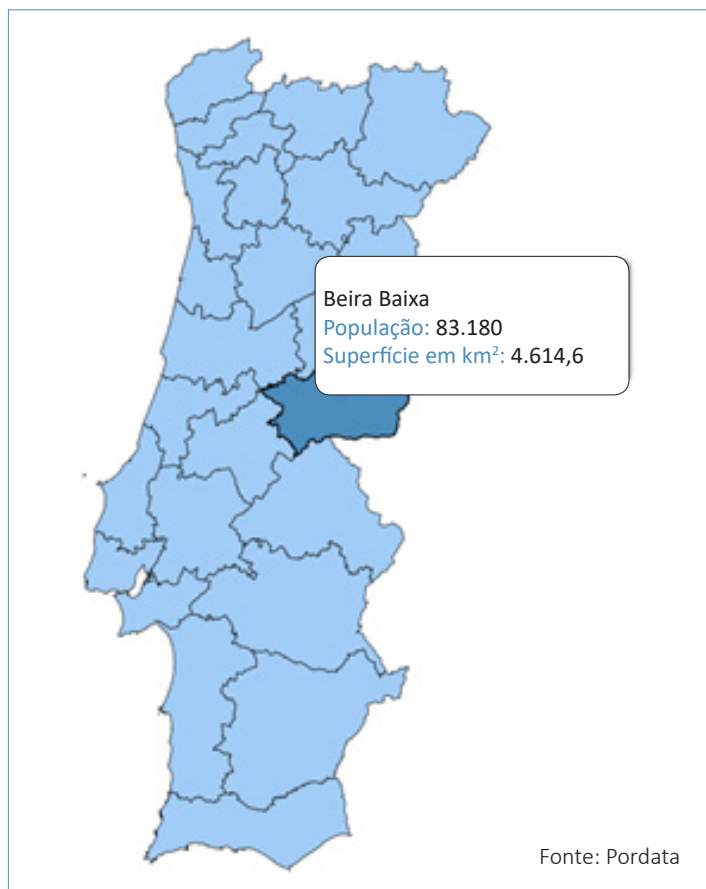 Beira Baixa
População: 83.180
Superfície em km²: 4.614,6
Fonte: Pordata